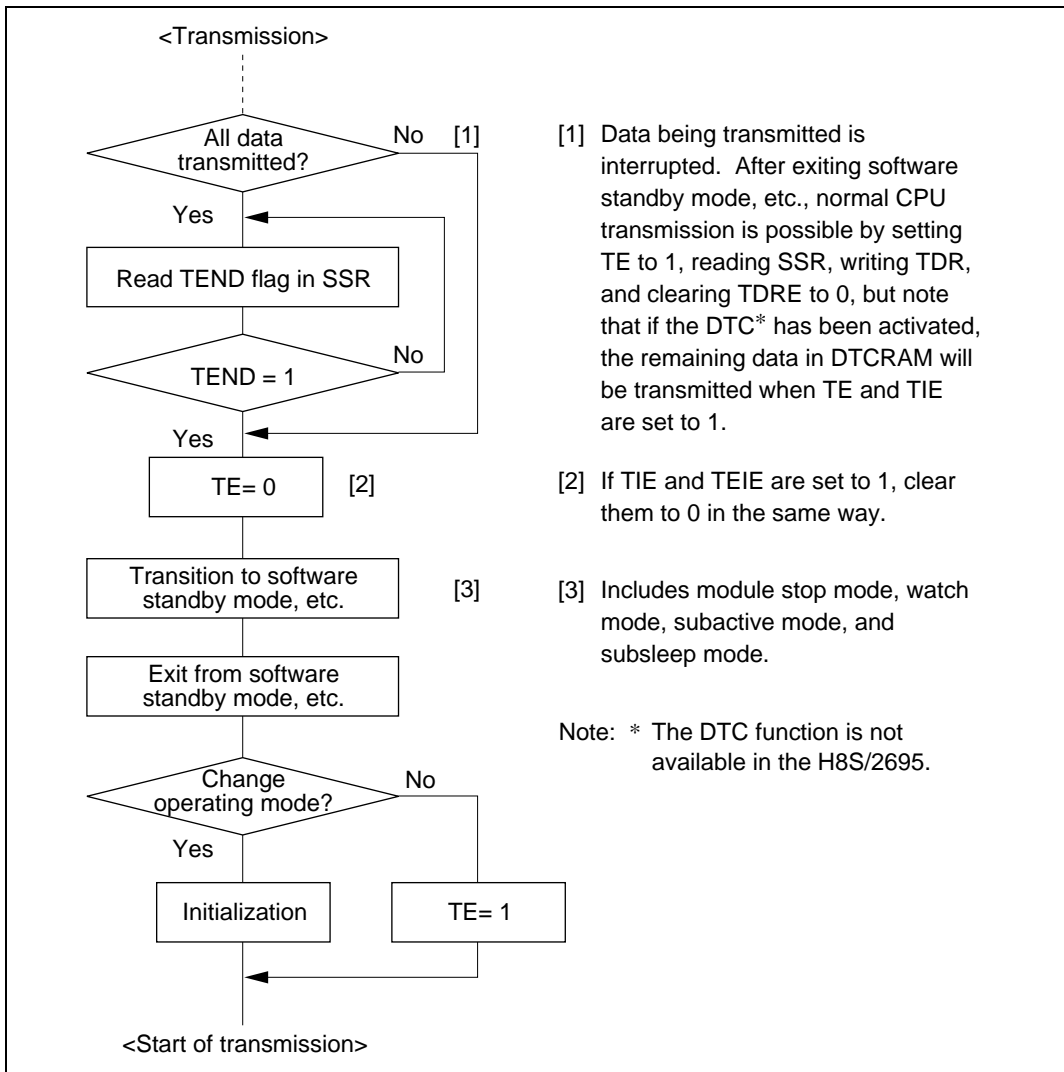 <Transmission>
All data
transmitted?
No
[1]
Yes
Read TEND flag in SSR
TEND = 1
No
Yes
TE= 0
[2]
Transition to software
standby mode, etc.
[3]
Exit from software
standby mode, etc.
Change
operating mode?
No
Yes
Initialization
TE= 1
<Start of transmission>
[1] Data being transmitted is
interrupted. After exiting software
standby mode, etc., normal CPU
transmission is possible by setting
TE to 1, reading SSR, writing TDR,
and clearing TDRE to 0, but note
that if the DTC* has been activated,
the remaining data in DTCRAM will
be transmitted when TE and TIE
are set to 1.
[2] If TIE and TEIE are set to 1, clear
them to 0 in the same way.
[3] Includes module stop mode, watch
mode, subactive mode, and
subsleep mode.
Note: * The DTC function is not
available in the H8S/2695.